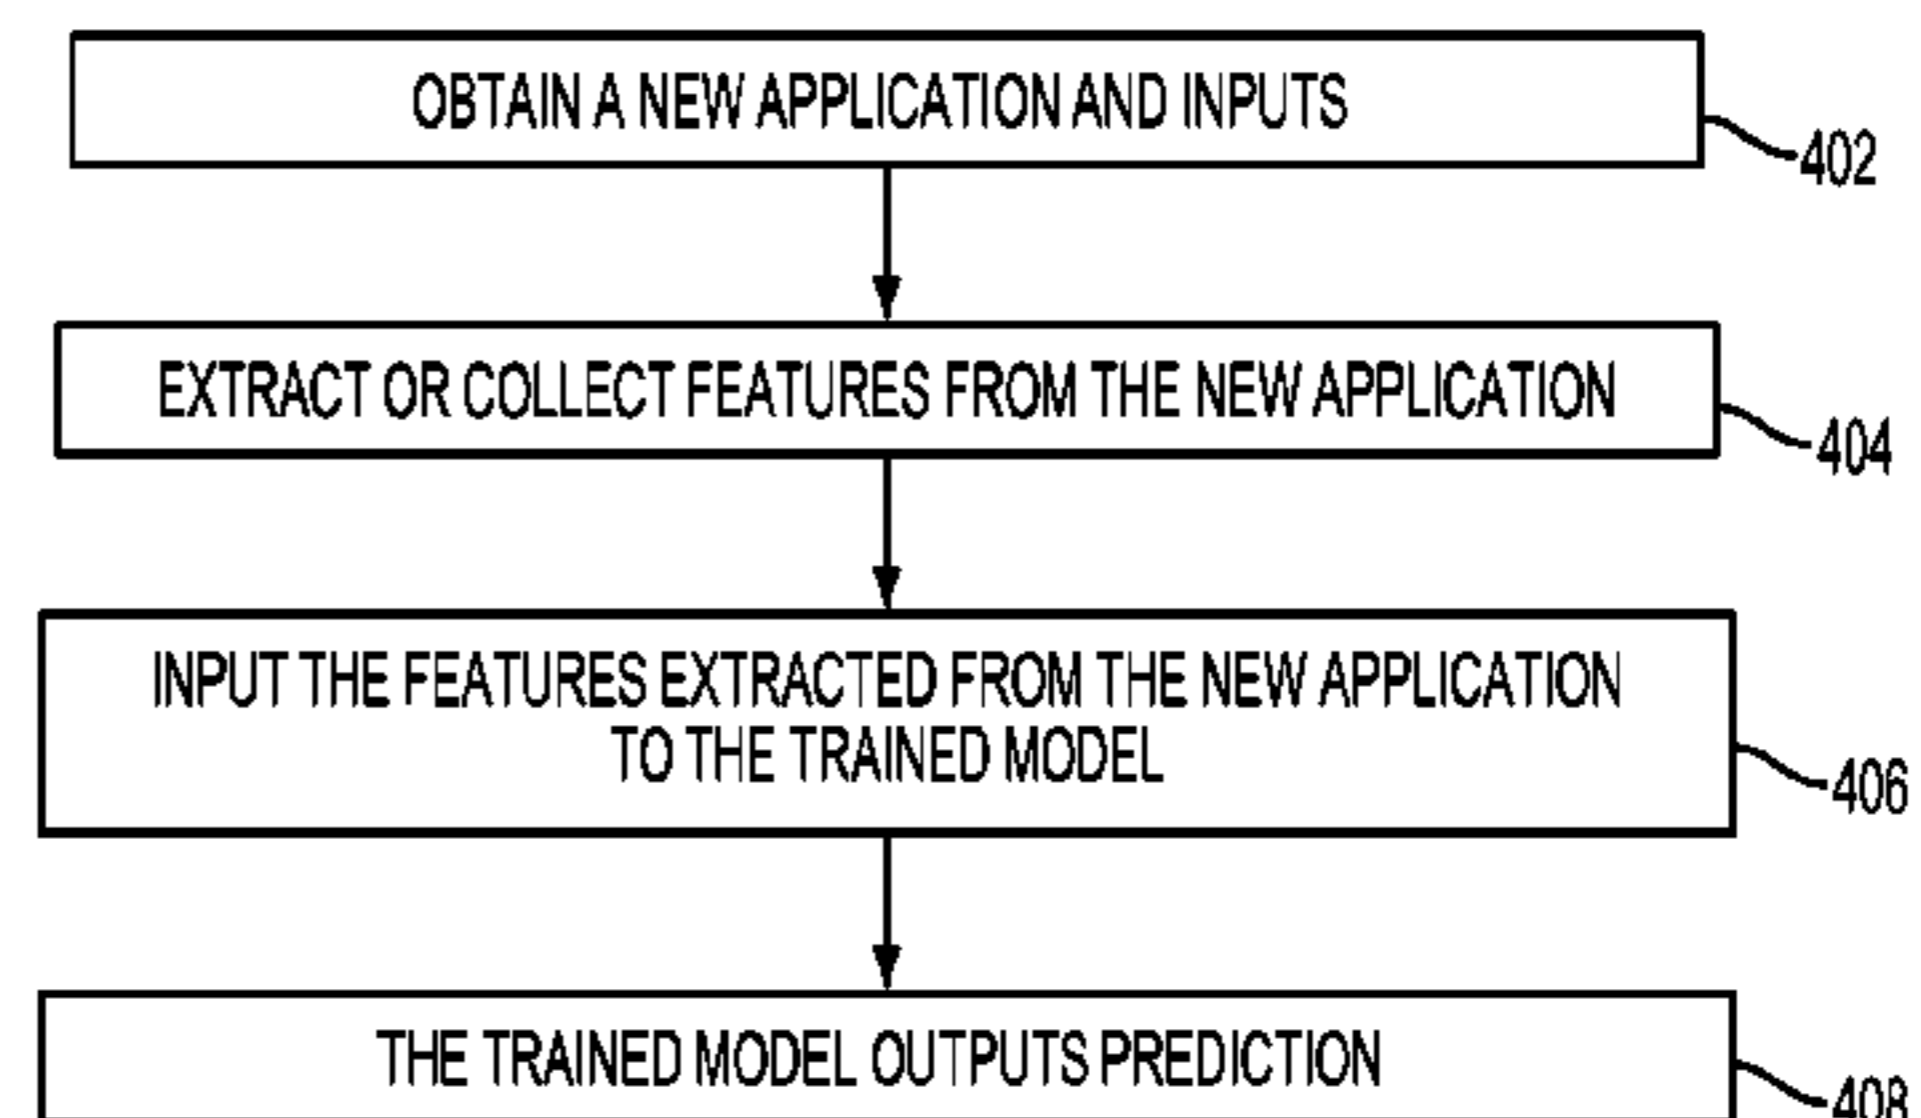 OBTAIN A NEW APPLICATION AND INPUTS
402
EXTRACT OR COLLECT FEATURES FROM THE NEW APPLICATION
404
INPUT THE FEATURES EXTRACTED FROM THE NEW APPLICATION
TO THE TRAINED MODEL
406
THE TRAINED MODEL OUTPUTS PREDICTION
408